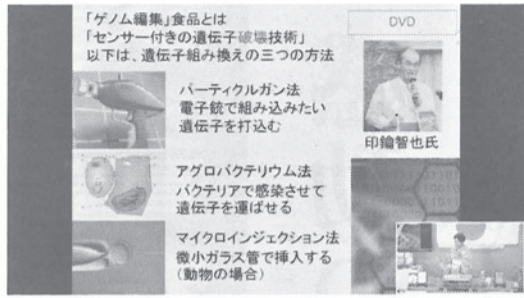 「ゲノム編集」食品とは
「センサー付きの遺伝子破壊技術」
以下は、遺伝子組み換えの三つの方法
パーティクルガン法
電子銃で組み込みたい
遺伝子を打込む
アグロバクテリウム法
バクテリアで感染させて
遺伝子を運ばせる
マイクロインジェクション法
微小ガラス管で挿入する
(動物の場合)
DVD
印鑰智也氏